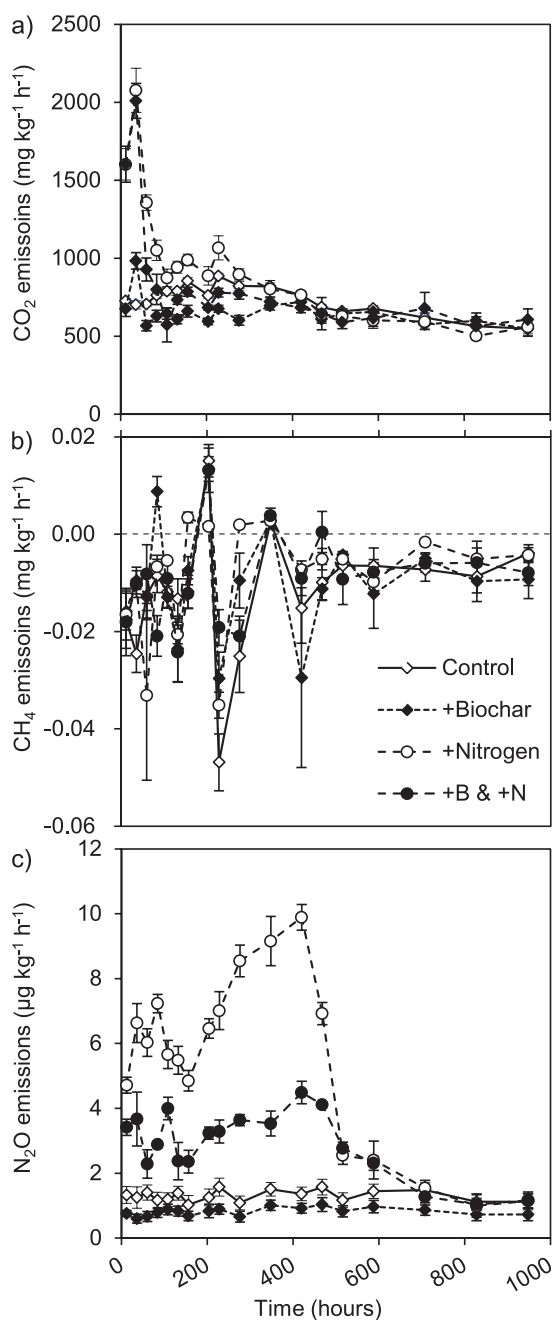 a)
2500
2000
1500
1000
500
0
CO₂ emissoins (mg kg⁻¹ h⁻¹)
b)
0.02
0.00
-0.02
-0.04
-0.06
CH₄ emissoins (mg kg⁻¹ h⁻¹)
Control
+Biochar
+Nitrogen
+B & +N
c)
12
10
8
6
4
2
0
N₂O emissions (µg kg⁻¹ h⁻¹)
0 200 400 600 800 1000
Time (hours)